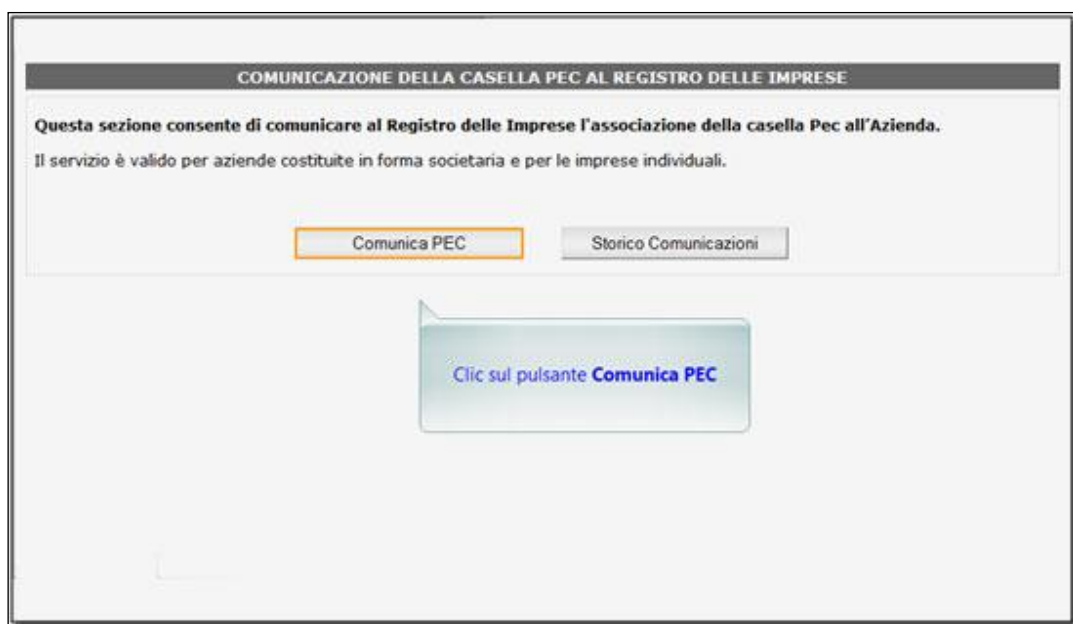 COMUNICAZIONE DELLA CASELLA PEC AL REGISTRO DELLE IMPRESE
Questa sezione consente di comunicare al Registro delle Imprese l'associazione della casella Pec all'Azienda.
Il servizio è valido per aziende costituite in forma societaria e per le imprese individuali.
Comunica PEC
Storico Comunicazioni
Clic sul pulsante Comunica PEC